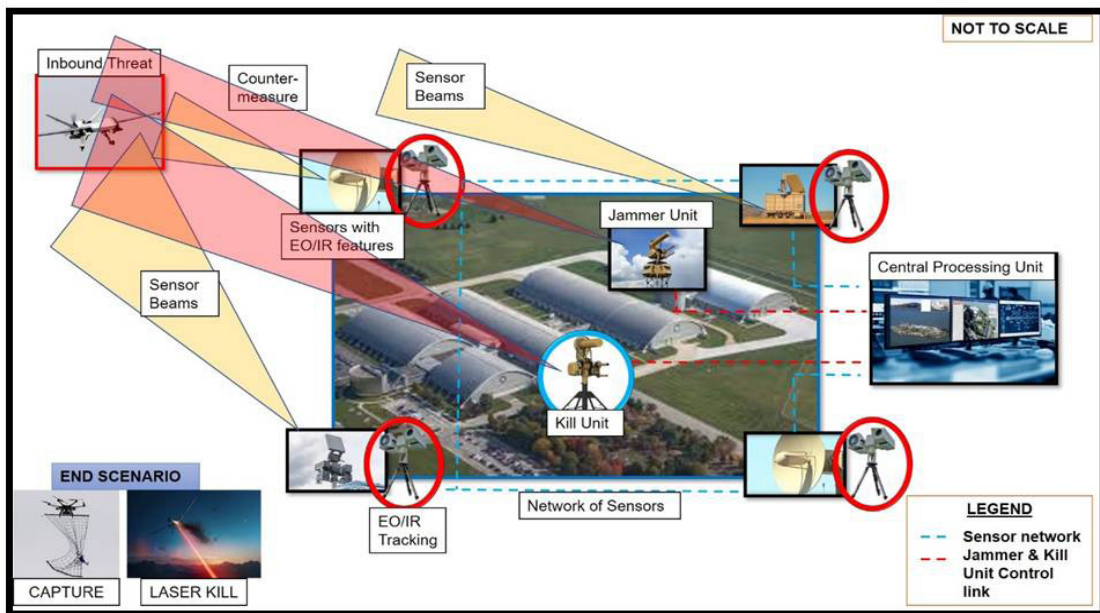 NOT TO SCALE
Inbound Threat
Counter-
measure
Sensor
Beams
Sensors with
EO/IR features
Jammer Unit
Central Processing Unit
Sensor
Beams
Kill Unit
END SCENARIO
CAPTURE
LASER KILL
EO/IR
Tracking
Network of Sensors
LEGEND
Sensor network
Jammer & Kill
Unit Control
link